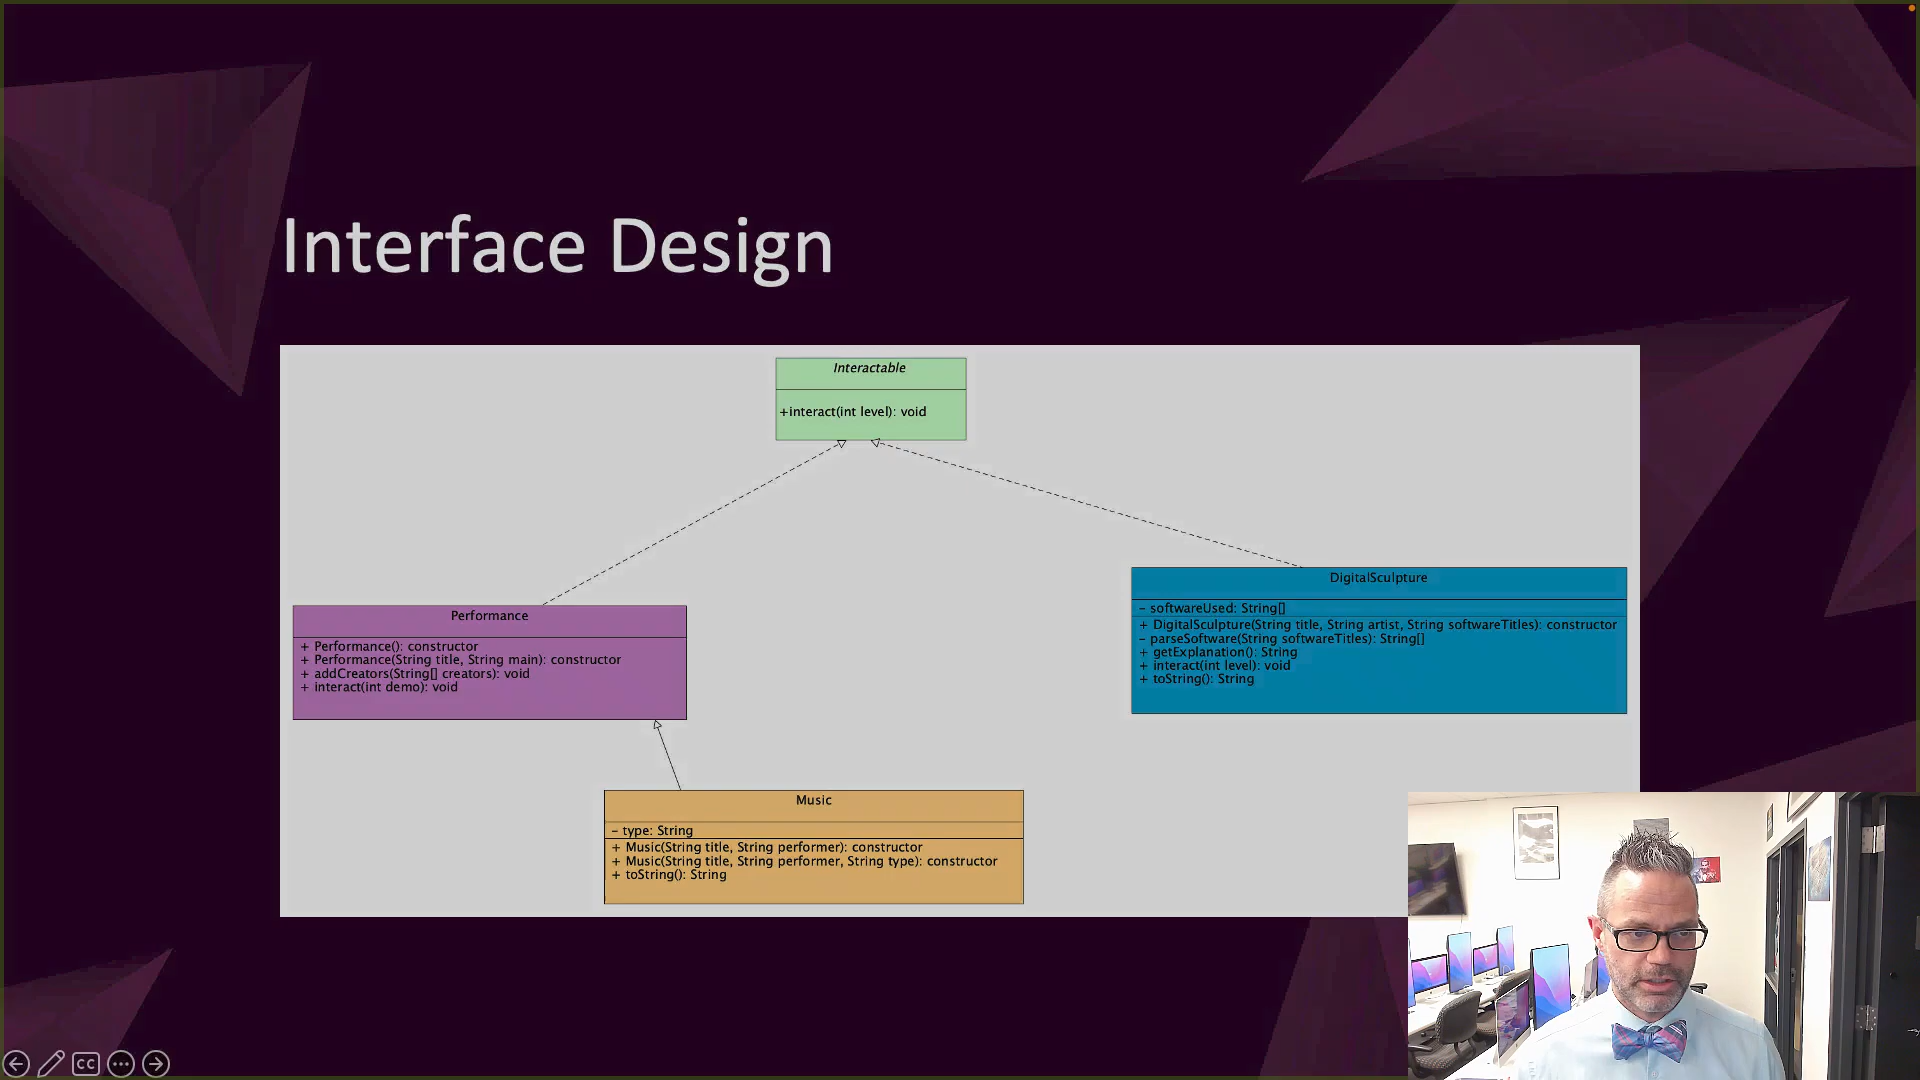 Interface Design
Interactable
+interact(int level): void
Performance
+ Performance(): constructor
+ Performance(String title, String main): constructor
+ addCreators(String[] creators): void
+ interact(int demo): void
DigitalSculpture
- softwareUsed: String[]
+ DigitalSculpture(String title, String artist, String softwareTitles): constructor
- parseSoftware(String softwareTitles): String[]
+ getExplanation(): String
+ interact(int level): void
+ toString(): String
Music
- type: String
+ Music(String title, String performer): constructor
+ Music(String title, String performer, String type): constructor
+ toString(): String
CC